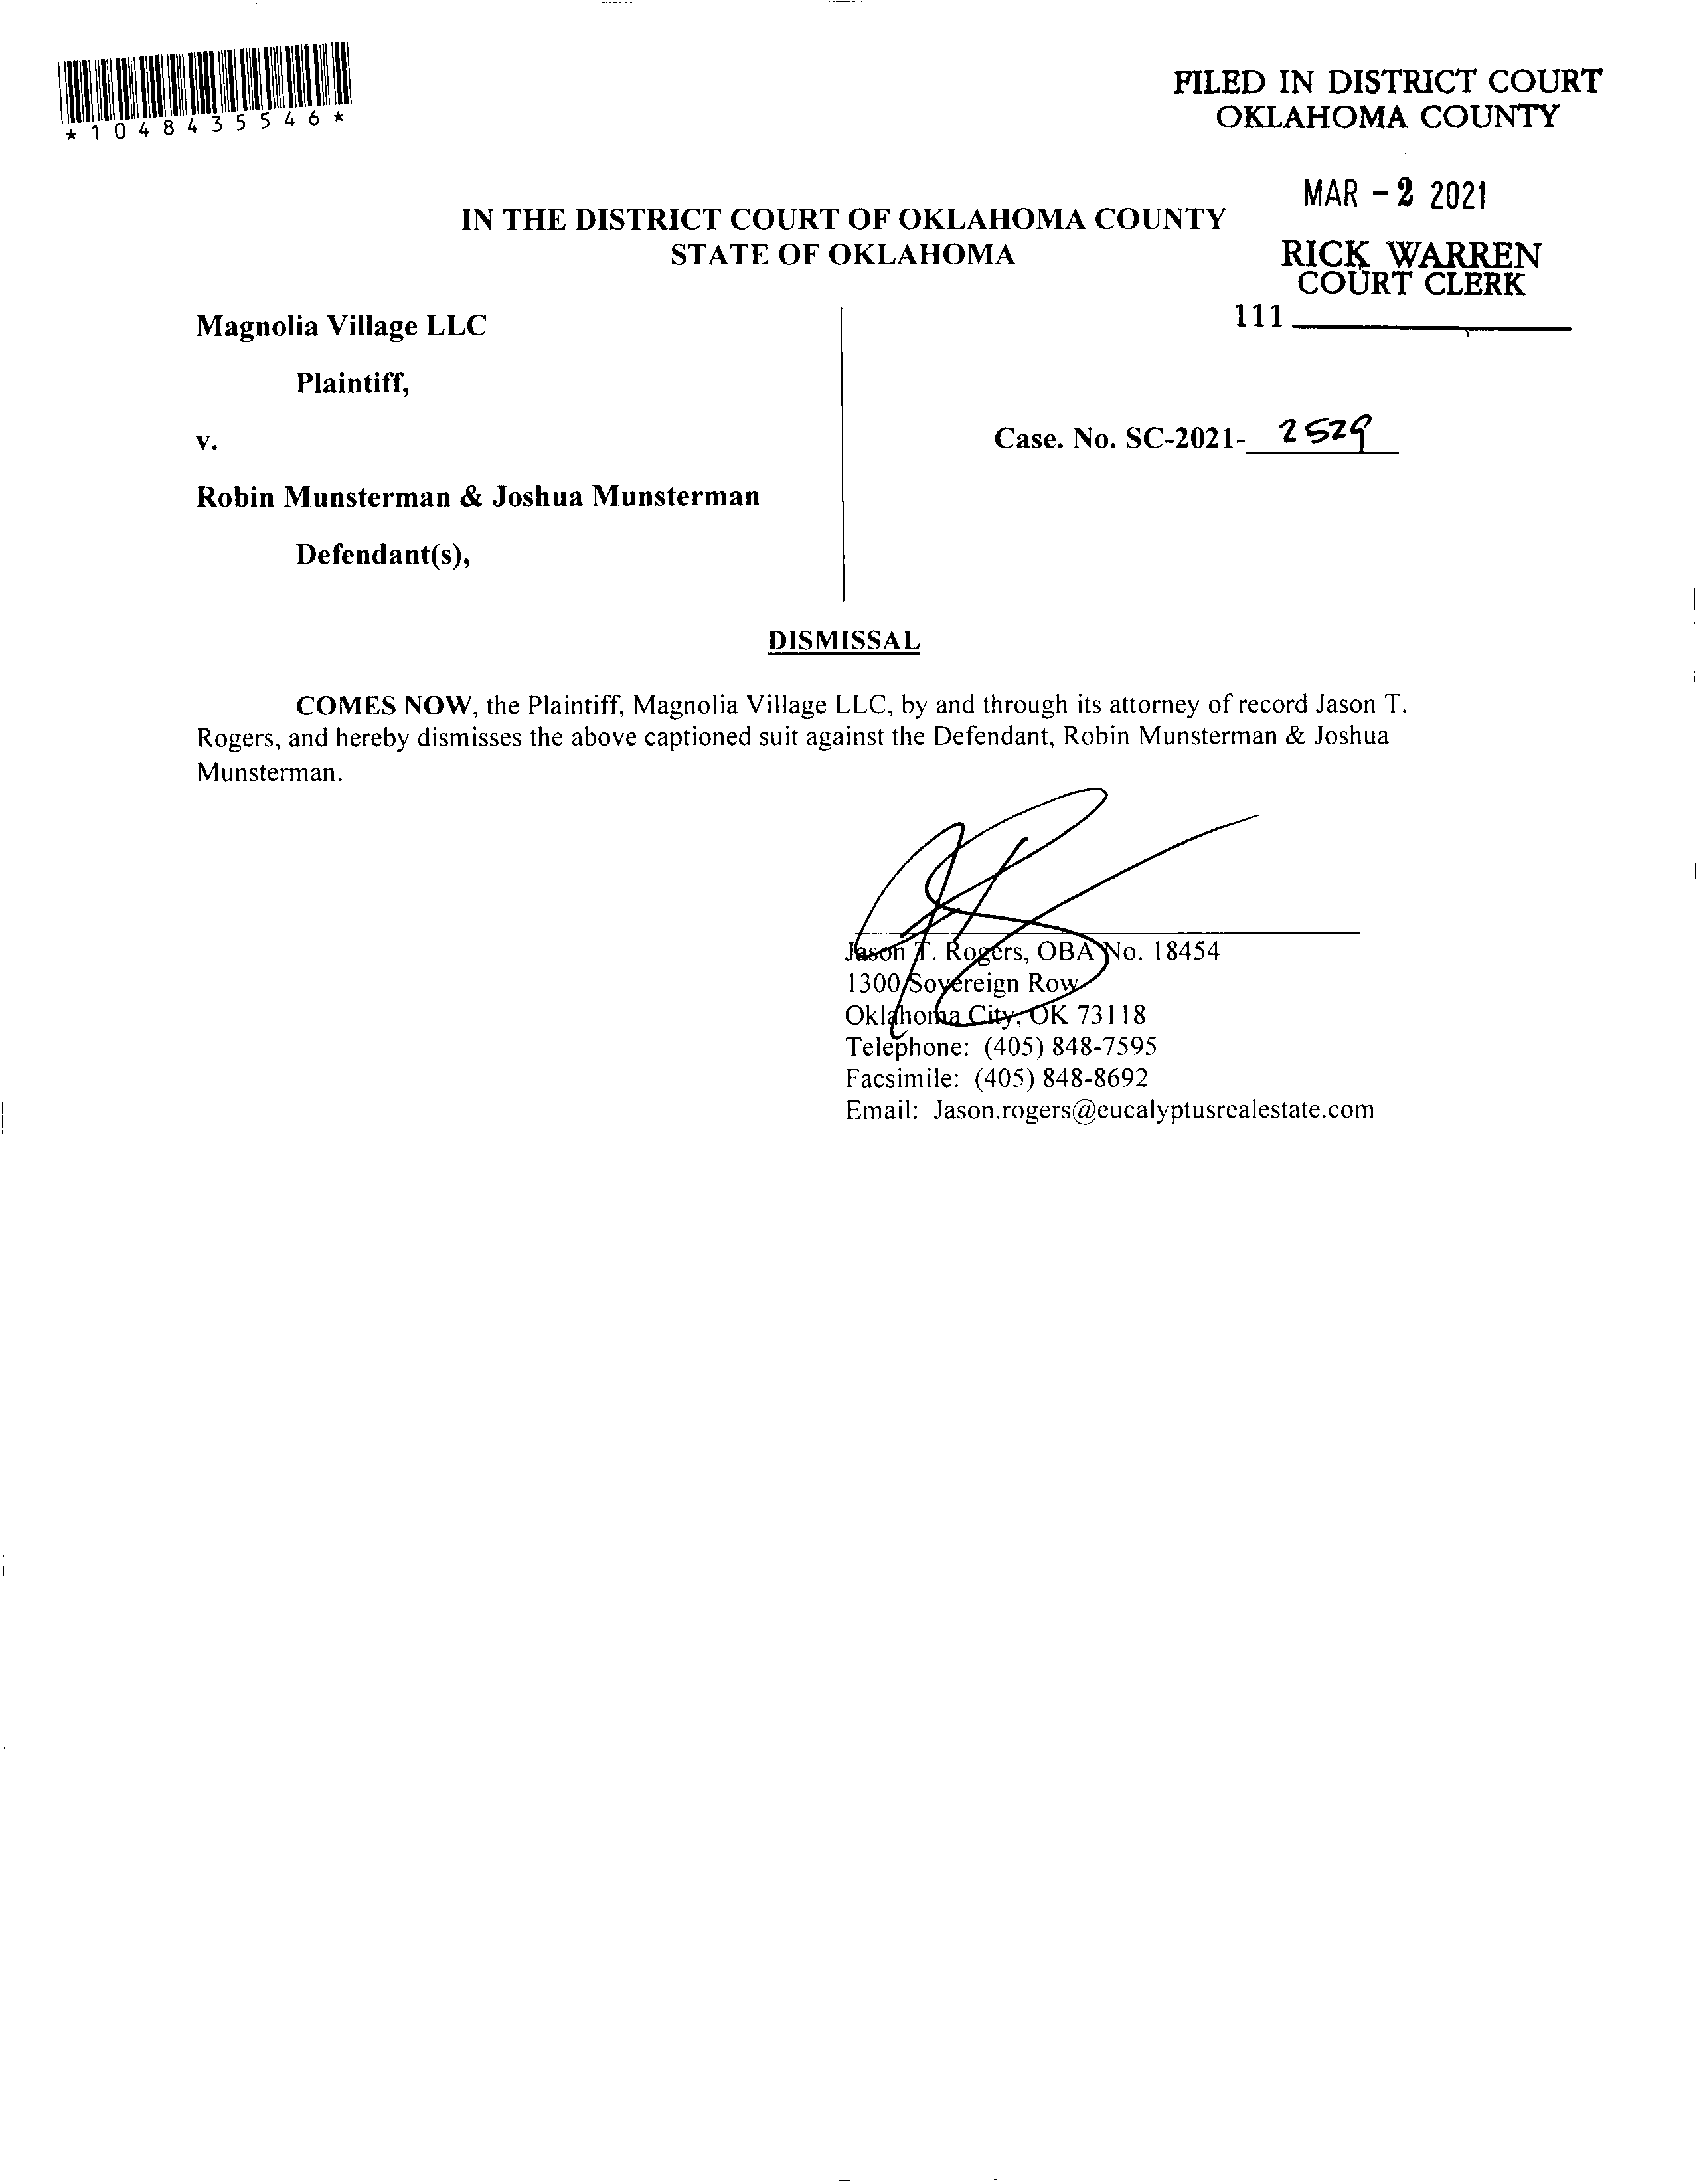 *1048435546*
FILED IN DISTRICT COURT
OKLAHOMA COUNTY
MAR - 2 2021
RICK WARREN
COURT CLERK
111
IN THE DISTRICT COURT OF OKLAHOMA COUNTY
STATE OF OKLAHOMA
Magnolia Village LLC
Plaintiff,
v.
Case. No. SC-2021- 2529
Robin Munsterman & Joshua Munsterman
Defendant(s),
DISMISSAL
COMES NOW, the Plaintiff, Magnolia Village LLC, by and through its attorney of record Jason T.
Rogers, and hereby dismisses the above captioned suit against the Defendant, Robin Munsterman & Joshua
Munsterman.
Jason T. Rogers, OBA No. 18454
1300 Sovereign Row
Oklahoma City, OK 73118
Telephone: (405) 848-7595
Facsimile: (405) 848-8692
Email: Jason.rogers@eucalyptusrealestate.com